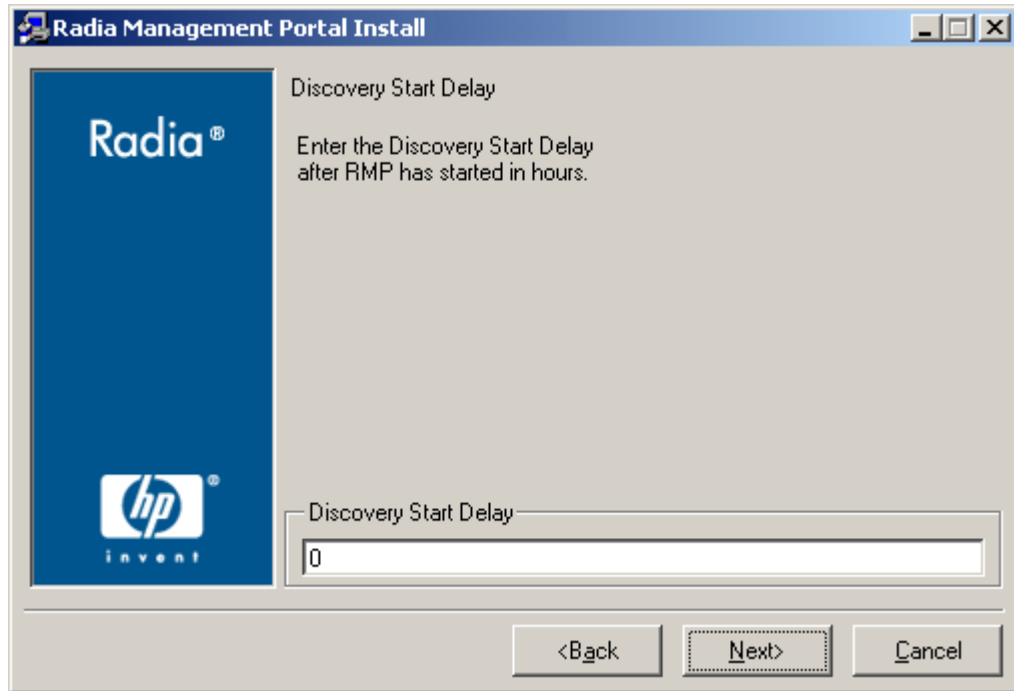 Radia Management Portal Install
Radia®
Discovery Start Delay
Enter the Discovery Start Delay
after RMP has started in hours.
hp®
invent
Discovery Start Delay
0
<Back
Next>
Cancel